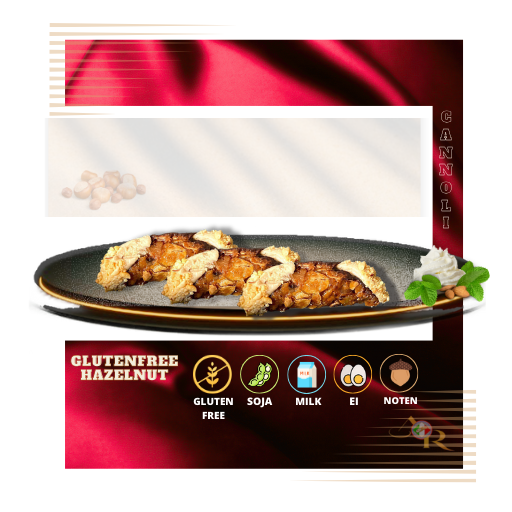 CANNOLI
GLUTENFREE
HAZELNUT
GLUTEN
FREE
SOJA
MILK
EI
NOTEN